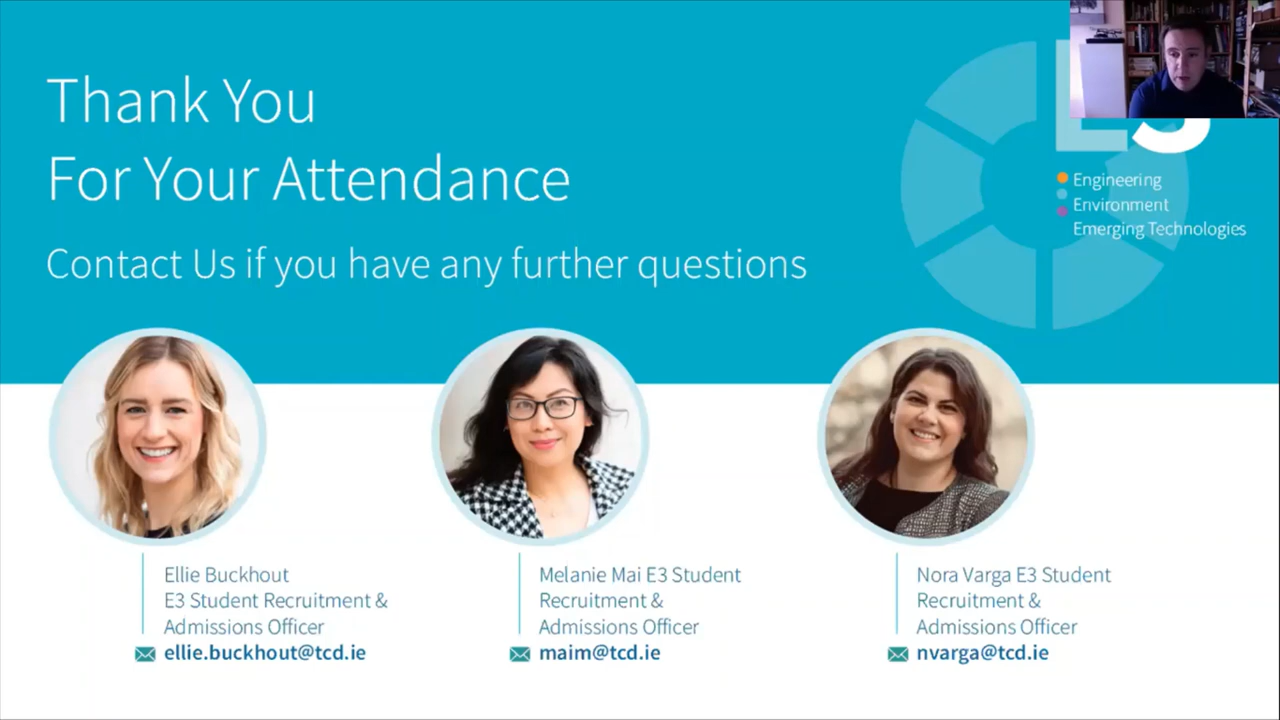 Thank You
For Your Attendance
Contact Us if you have any further questions
Engineering
Environment
Emerging Technologies
Ellie Buckhout
E3 Student Recruitment &
Admissions Officer
ellie.buckhout@tcd.ie
Melanie Mai E3 Student
Recruitment &
Admissions Officer
maim@tcd.ie
Nora Varga E3 Student
Recruitment &
Admissions Officer
nvarga@tcd.ie